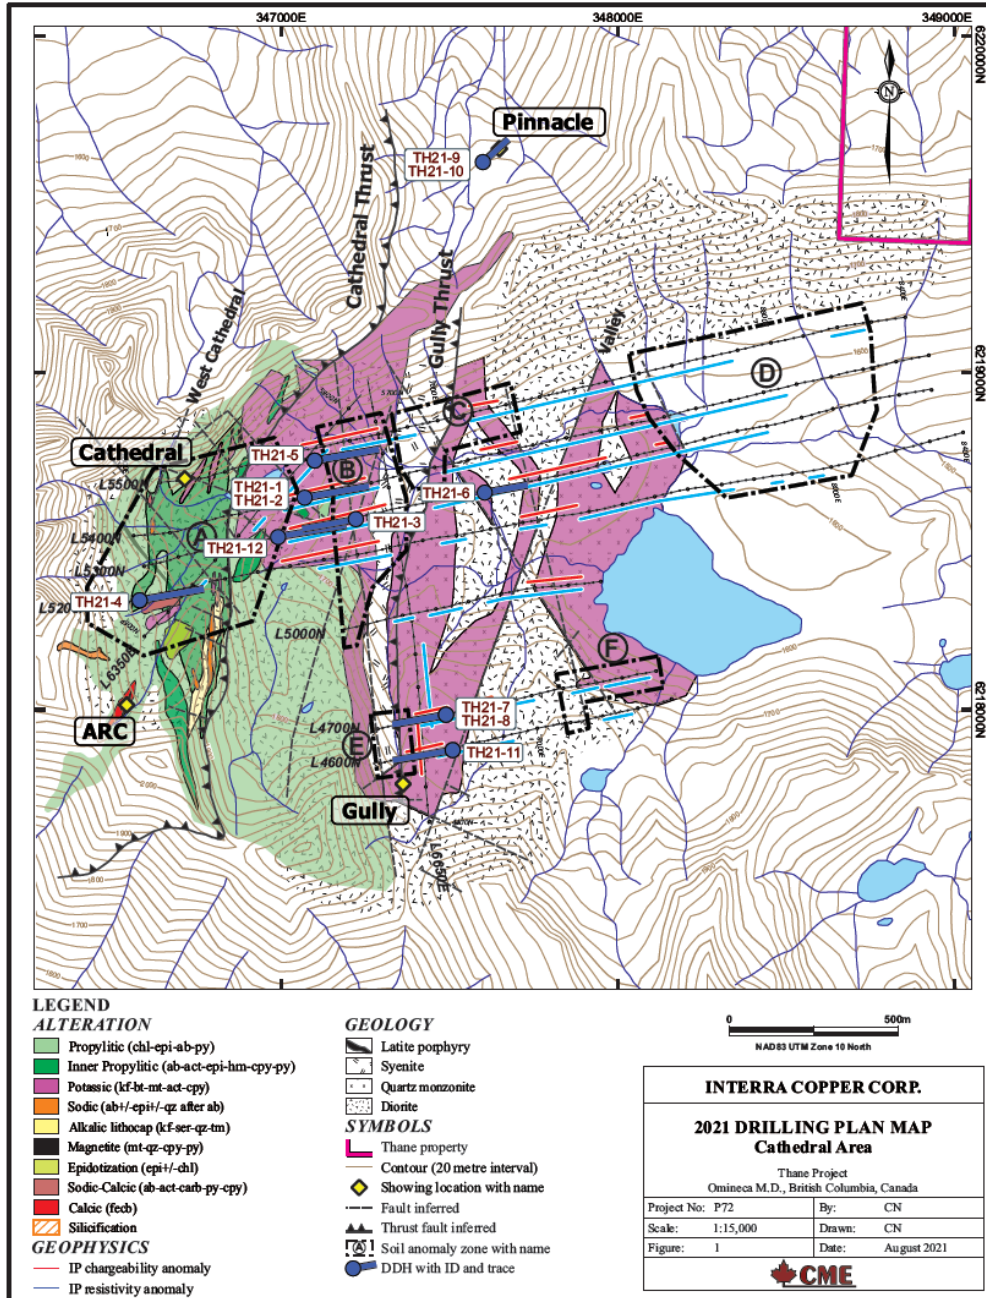 347000E
348000E
349000E
6220000N
N
Pinnacle
TH21-9
TH21-10
Cathedral Thrust
Gully Thrust
West Cathedral
Valley
6219000N
D
C
Cathedral
TH21-5
B
L5500N
TH21-1
TH21-2
TH21-6
TH21-3
A
L5400N
TH21-12
L5300N
TH21-4
L5000N
L6350E
F
6218000N
ARC
TH21-7
TH21-8
L4700N
E
TH21-11
L4600N
Gully
L6650E
LEGEND
ALTERATION
Propylitic (chl-epi-ab-py)
Inner Propylitic (ab-act-epi-hm-cpy-py)
Potassic (kf-bt-mt-act-cpy)
Sodic (ab+/-epi+/-qz after ab)
Alkalic lithocap (kf-ser-qz-tm)
Magnetite (mt-qz-cpy-py)
Epidotization (epi+/-chl)
Sodic-Calcic (ab-act-carb-py-cpy)
Calcic (fecb)
Silicification
GEOPHYSICS
IP chargeability anomaly
IP resistivity anomaly
GEOLOGY
Latite porphyry
Syenite
Quartz monzonite
Diorite
SYMBOLS
Thane property
Contour (20 metre interval)
Showing location with name
Fault inferred
Thrust fault inferred
A Soil anomaly zone with name
DDH with ID and trace
0 500m
NAD83 UTM Zone 10 North
INTERRA COPPER CORP.
2021 DRILLING PLAN MAP
Cathedral Area
Thane Project
Omineca M.D., British Columbia, Canada
Project No: P72 By: CN
Scale: 1:15,000 Drawn: CN
Figure: 1 Date: August 2021
CME